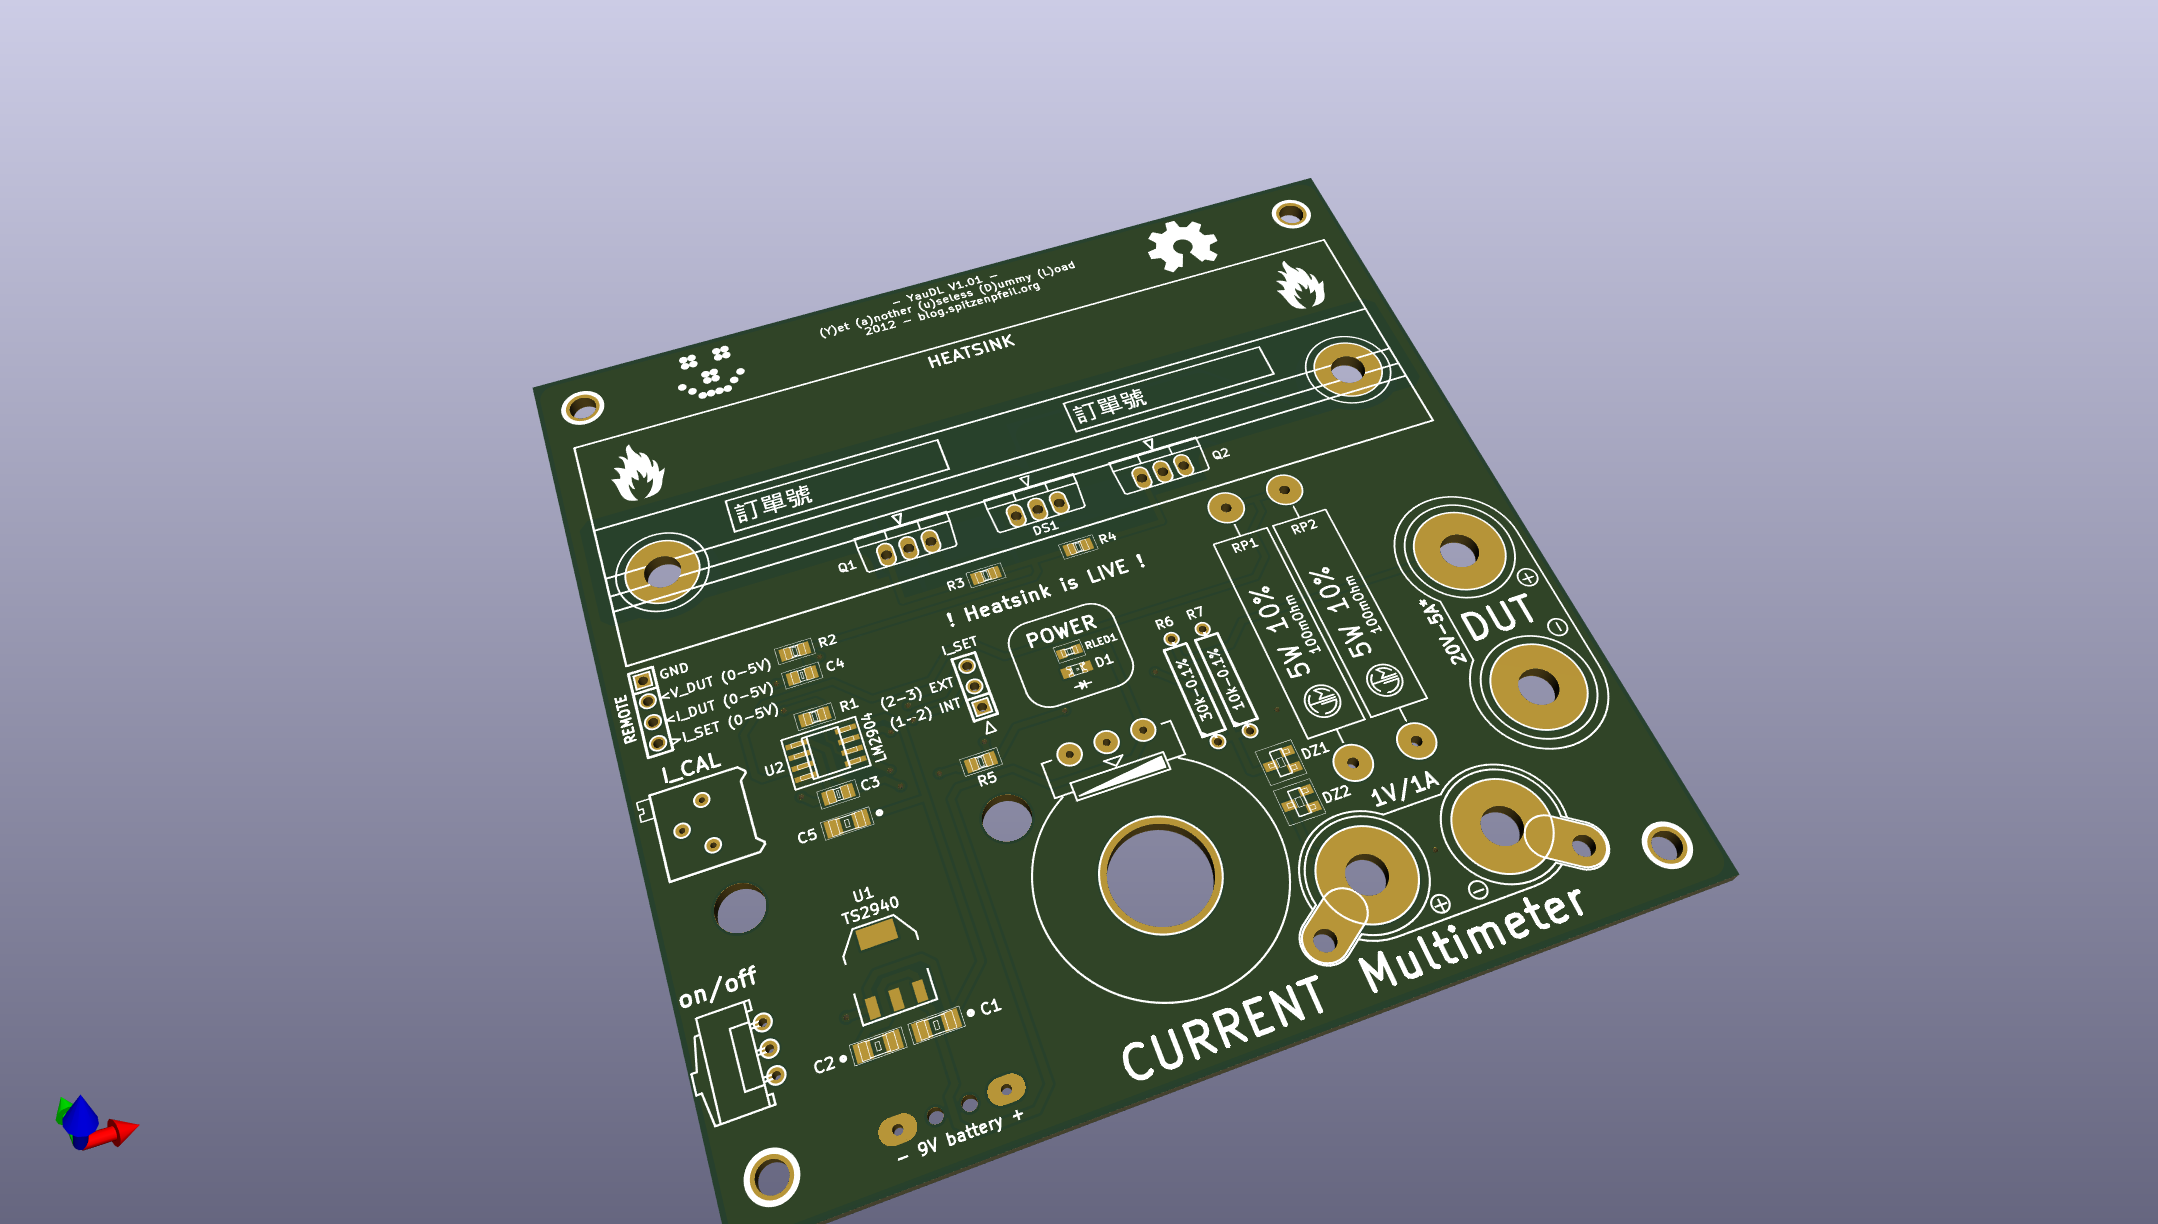 — YauDL V1.01 —
(Y)et (a)nother (u)seless (D)ummy (L)oad
2012 — blog.spitzenpfeil.org
HEATSINK
訂單號
訂單號
Q1
DS1
Q2
R3
R4
! Heatsink is LIVE !
RP1
5W 10%
100mOhm
RP2
5W 10%
100mOhm
20V-5A*
DUT
R2
C4
REMOTE
GND
<V_DUT (0-5V)
<I_DUT (0-5V)
>I_SET (0-5V)
R1
LM2904
U2
C3
C5
I_CAL
I_SET
(2-3) EXT
(1-2) INT
POWER
RLED1
D1
R6
R7
30k-0.1%
10k-0.1%
R5
DZ1
DZ2
1V/1A
U1
TS2940
on/off
C1
C2
— 9V battery +
CURRENT Multimeter